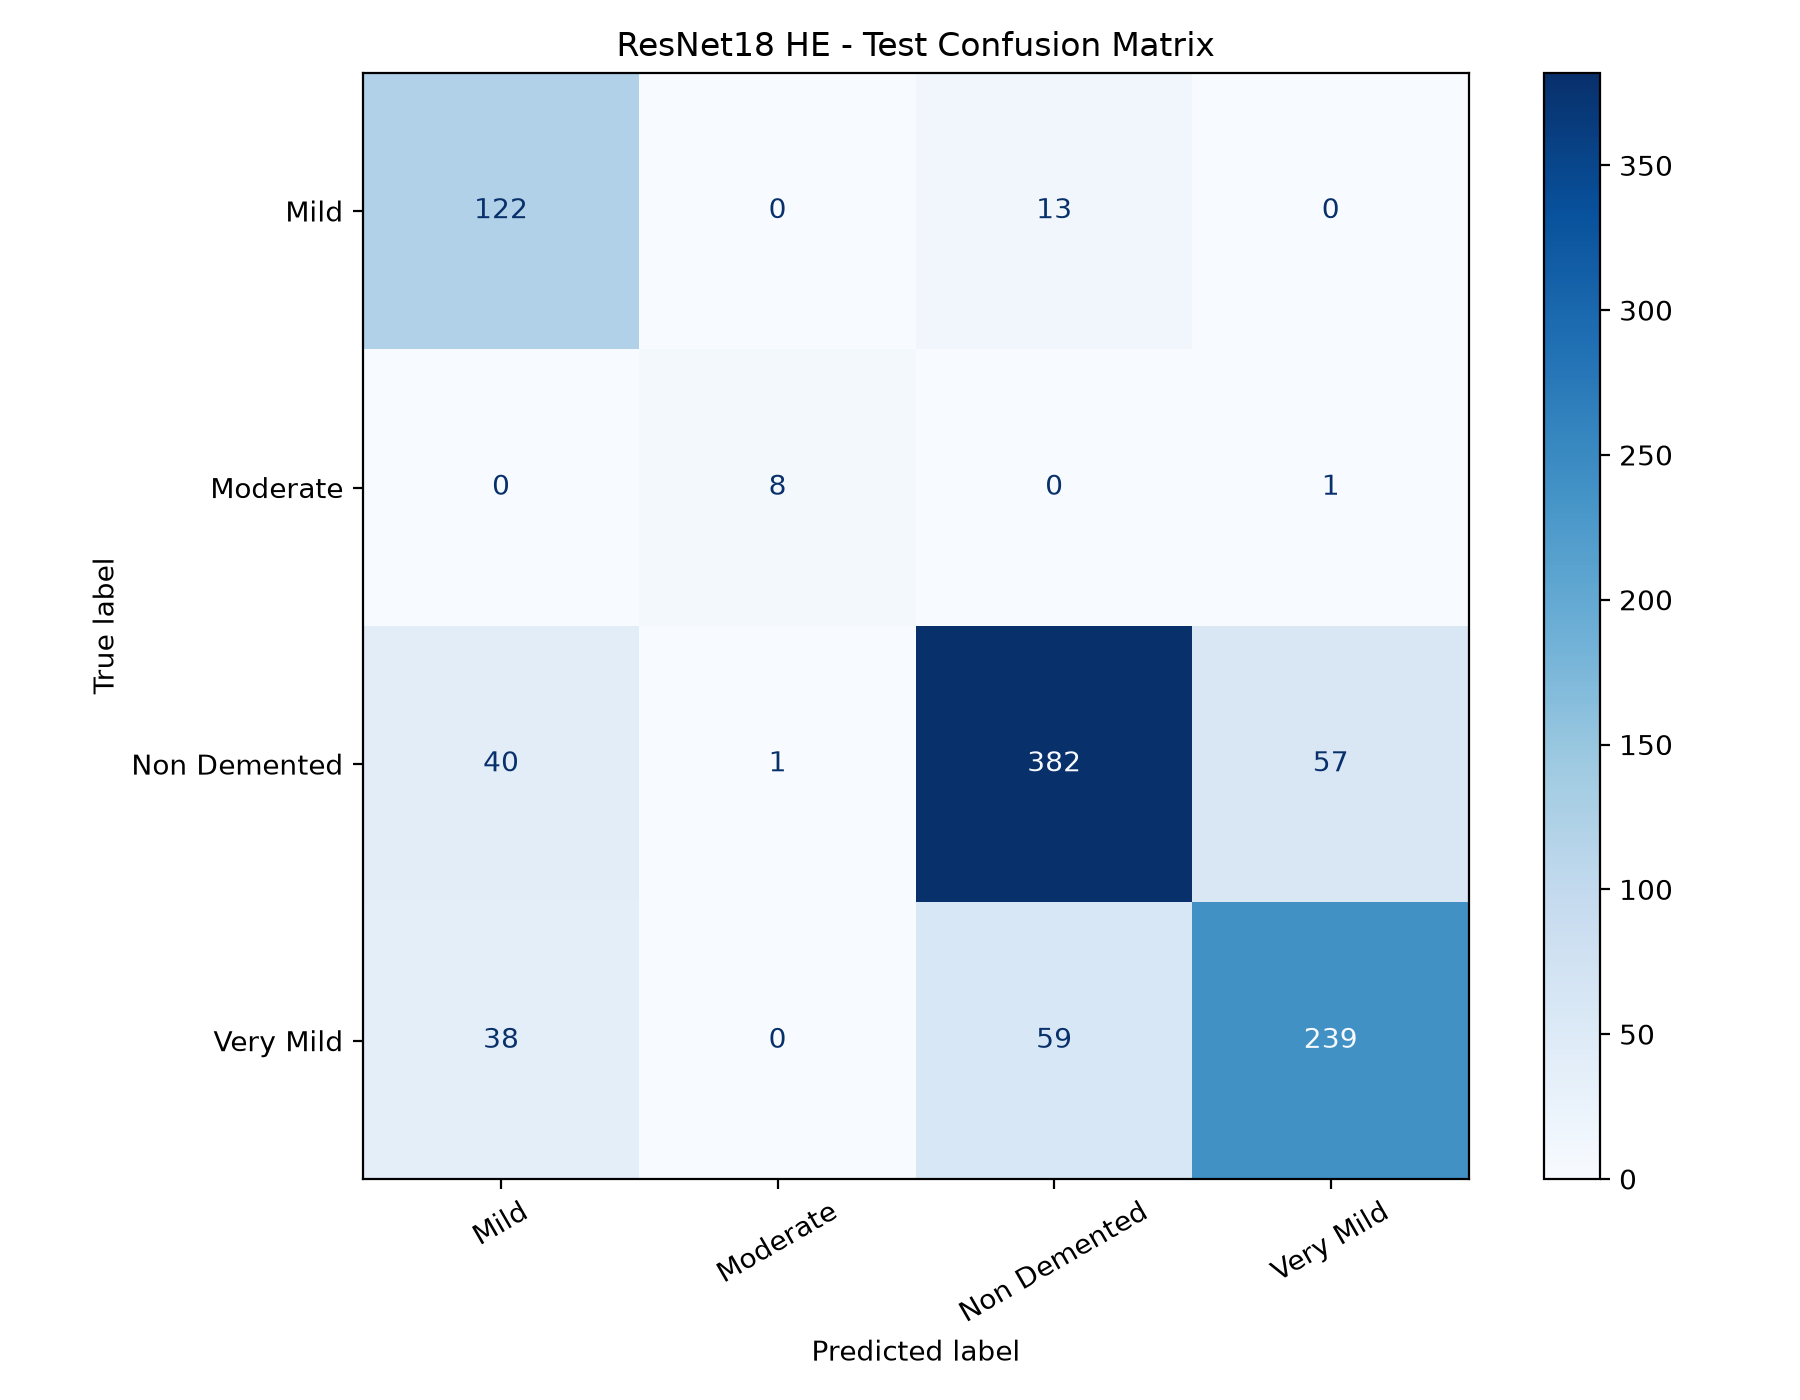 ResNet18 HE - Test Confusion Matrix
Mild 122 0 13 0
Moderate 0 8 0 1
Non Demented 40 1 382 57
Very Mild 38 0 59 239
Mild Moderate Non Demented Very Mild
Predicted label
True label
350
300
250
200
150
100
50
0